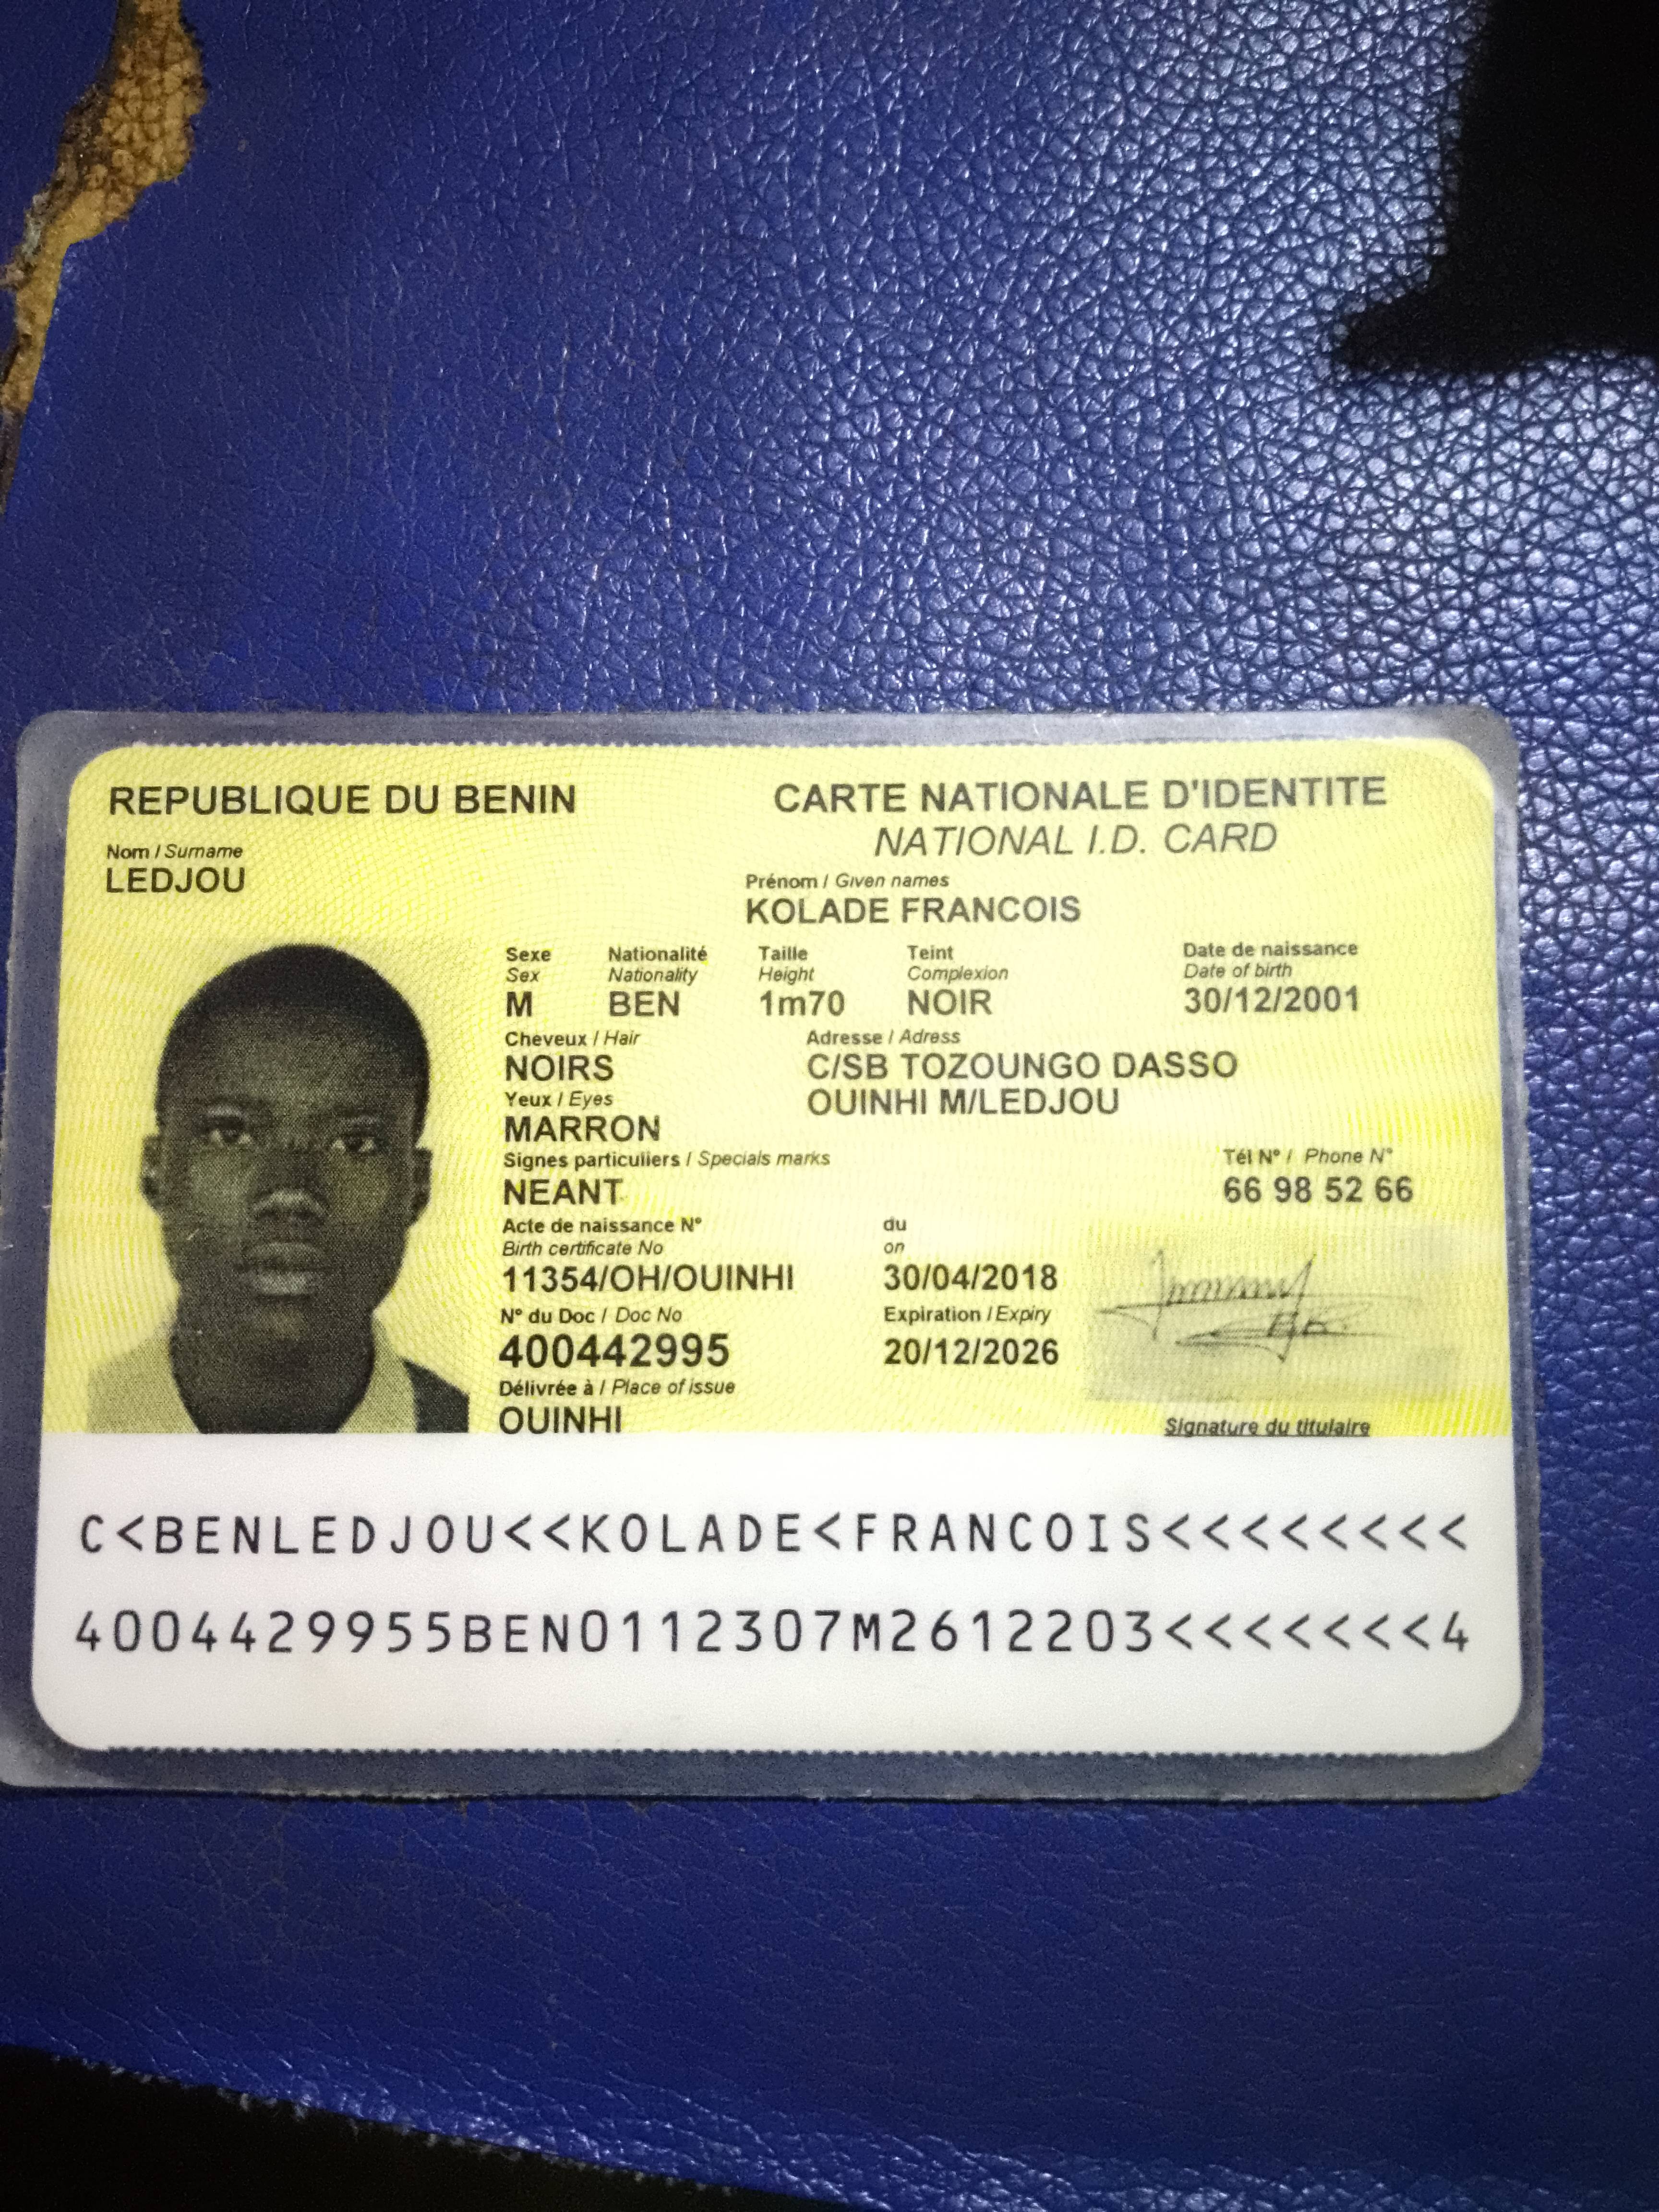 REPUBLIQUE DU BENIN
CARTE NATIONALE D'IDENTITE
NATIONAL I.D. CARD
Nom / Surname
LEDJOU
Prénom / Given names
KOLADE FRANCOIS
Sexe Nationalité Taille Teint Date de naissance
Sex Nationality Height Complexion Date of birth
M BEN 1m70 NOIR 30/12/2001
Cheveux / Hair Adresse / Adress
NOIRS C/SB TOZOUNGO DASSO
Yeux / Eyes OUINHI M/LEDJOU
MARRON
Signes particuliers / Specials marks Tél N° / Phone N°
NEANT 66 98 52 66
Acte de naissance N° du
Birth certificate No on
11354/OH/OUINHI 30/04/2018
N° du Doc / Doc No Expiration / Expiry
400442995 20/12/2026
Délivrée à / Place of issue
OUINHI
Signature du titulaire
C<BENLEDJOU<<KOLADE<FRANCOIS<<<<<<<<
4004429955BEN0112307M2612203<<<<<<<4